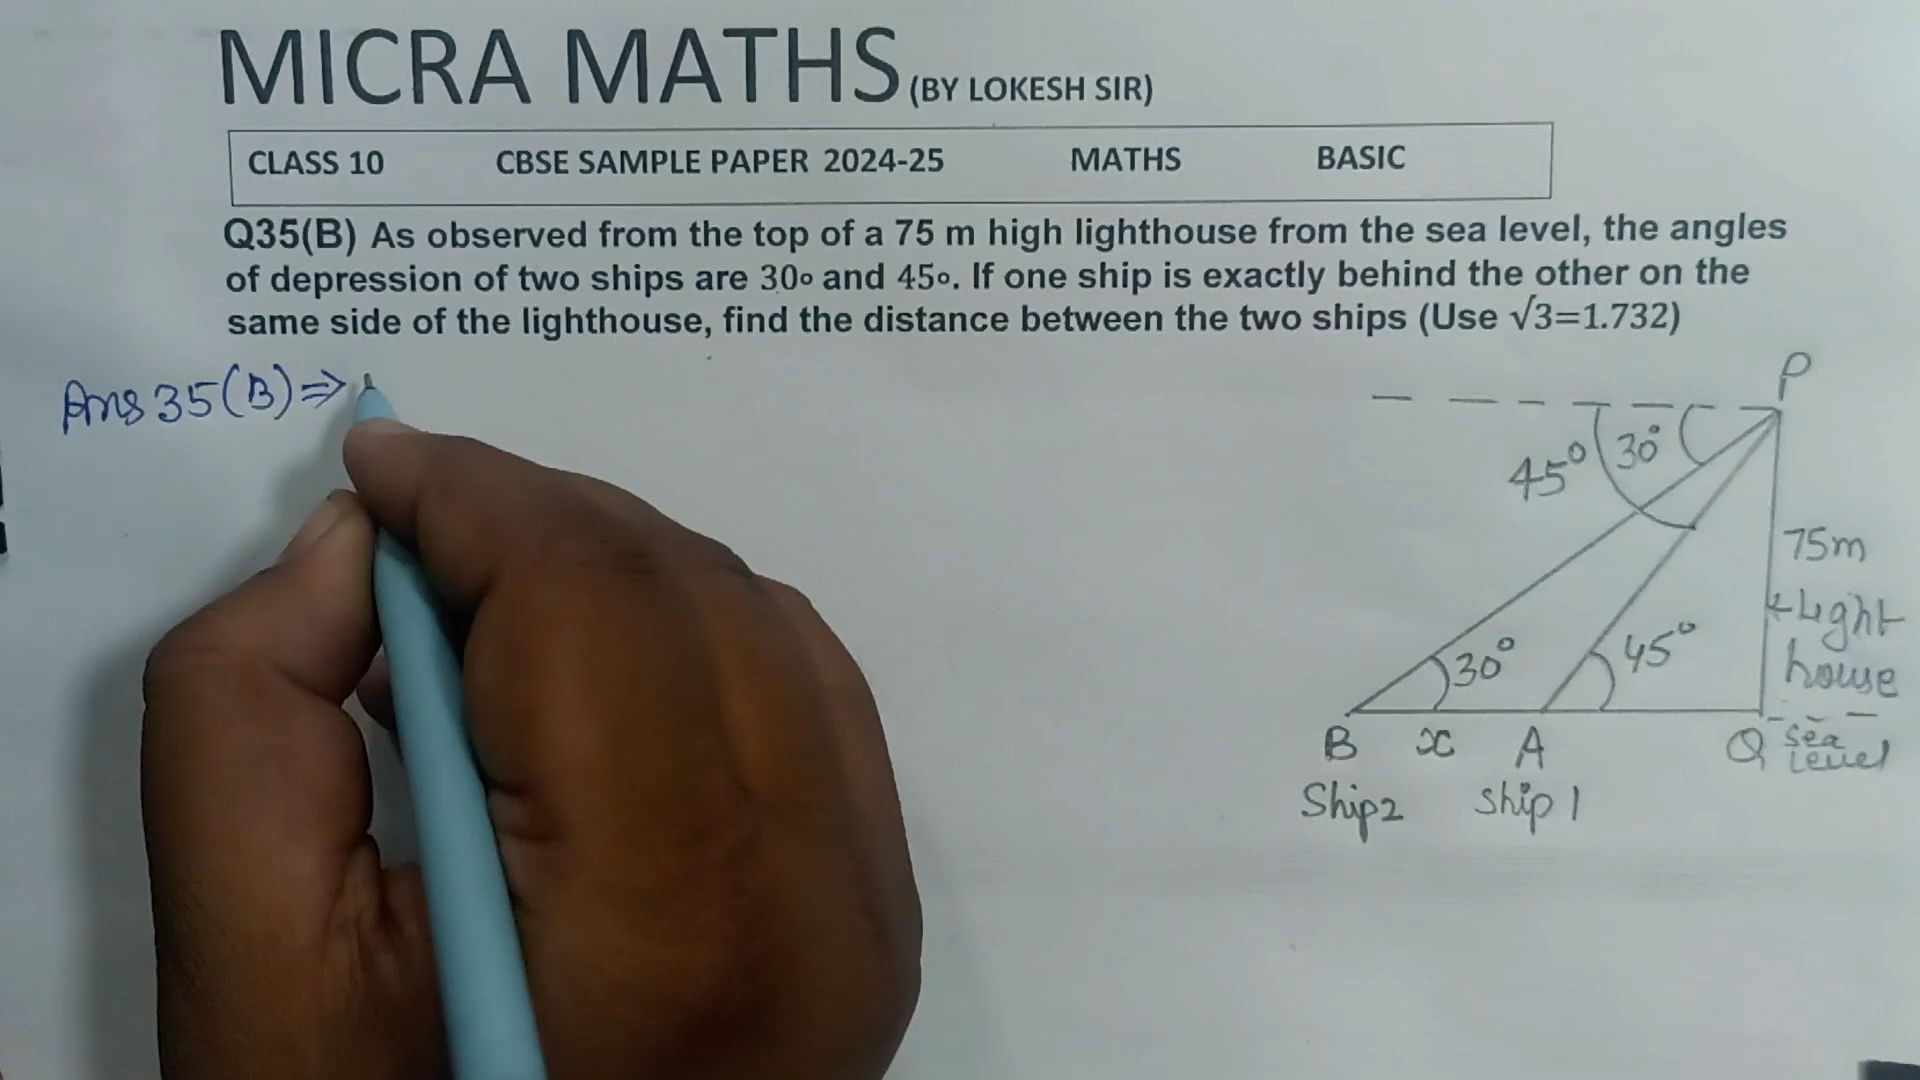 MICRA MATHS (BY LOKESH SIR)
CLASS 10 CBSE SAMPLE PAPER 2024-25 MATHS BASIC
Q35(B) As observed from the top of a 75 m high lighthouse from the sea level, the angles
of depression of two ships are 30o and 45o. If one ship is exactly behind the other on the
same side of the lighthouse, find the distance between the two ships (Use √3=1.732)
Ans 35(B)⇒
P
45° 30°
75m
Light
house
30° 45°
B x A Q sea
level
Ship2 Ship 1